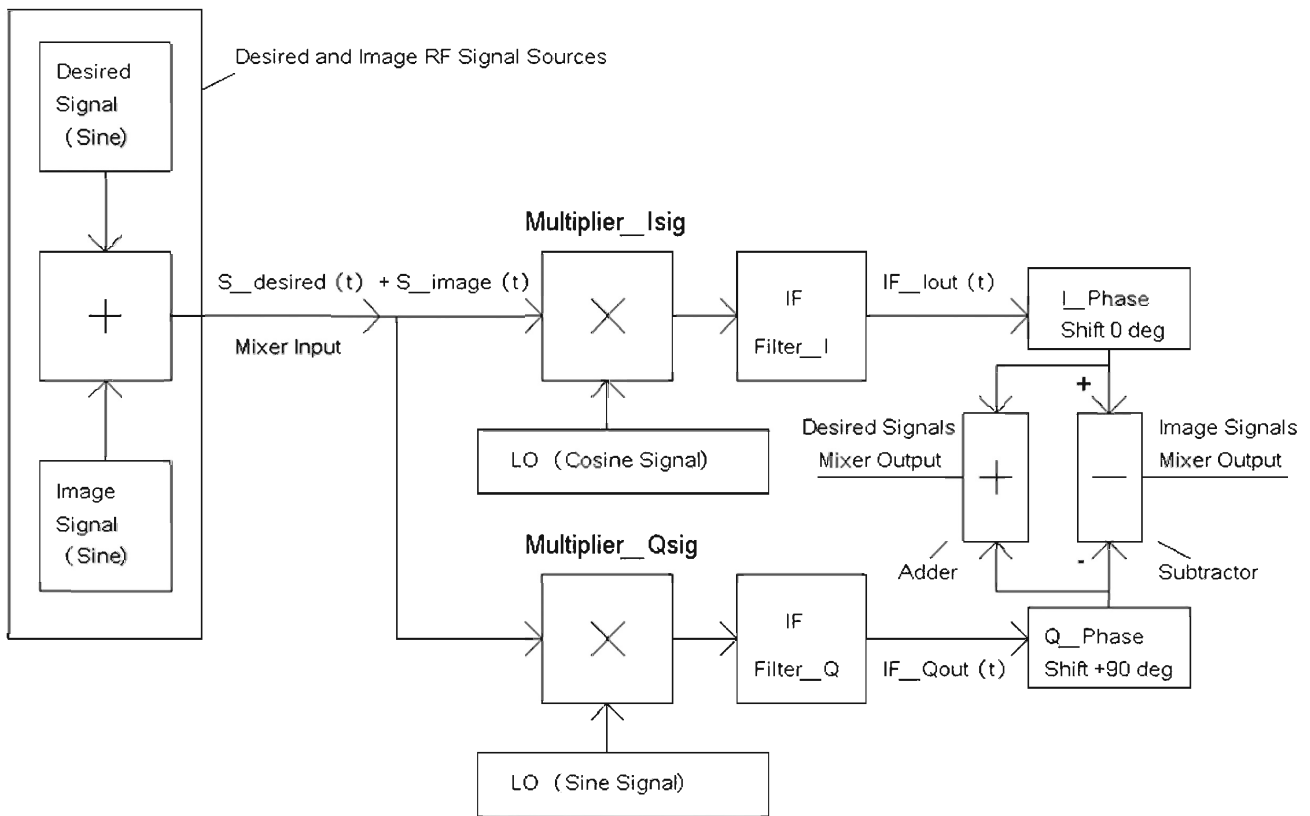 Desired
Signal
(Sine)
Desired and Image RF Signal Sources
+
S__desired (t) + S__image (t)
Mixer Input
Image
Signal
(Sine)
Multiplier__Isig
×
LO (Cosine Signal)
IF
Filter__I
IF__Iout (t)
I__Phase
Shift 0 deg
+
Desired Signals
Mixer Output
+
−
Image Signals
Mixer Output
Adder
-
Subtractor
Multiplier__Qsig
×
LO (Sine Signal)
IF
Filter__Q
IF__Qout (t)
Q__Phase
Shift +90 deg